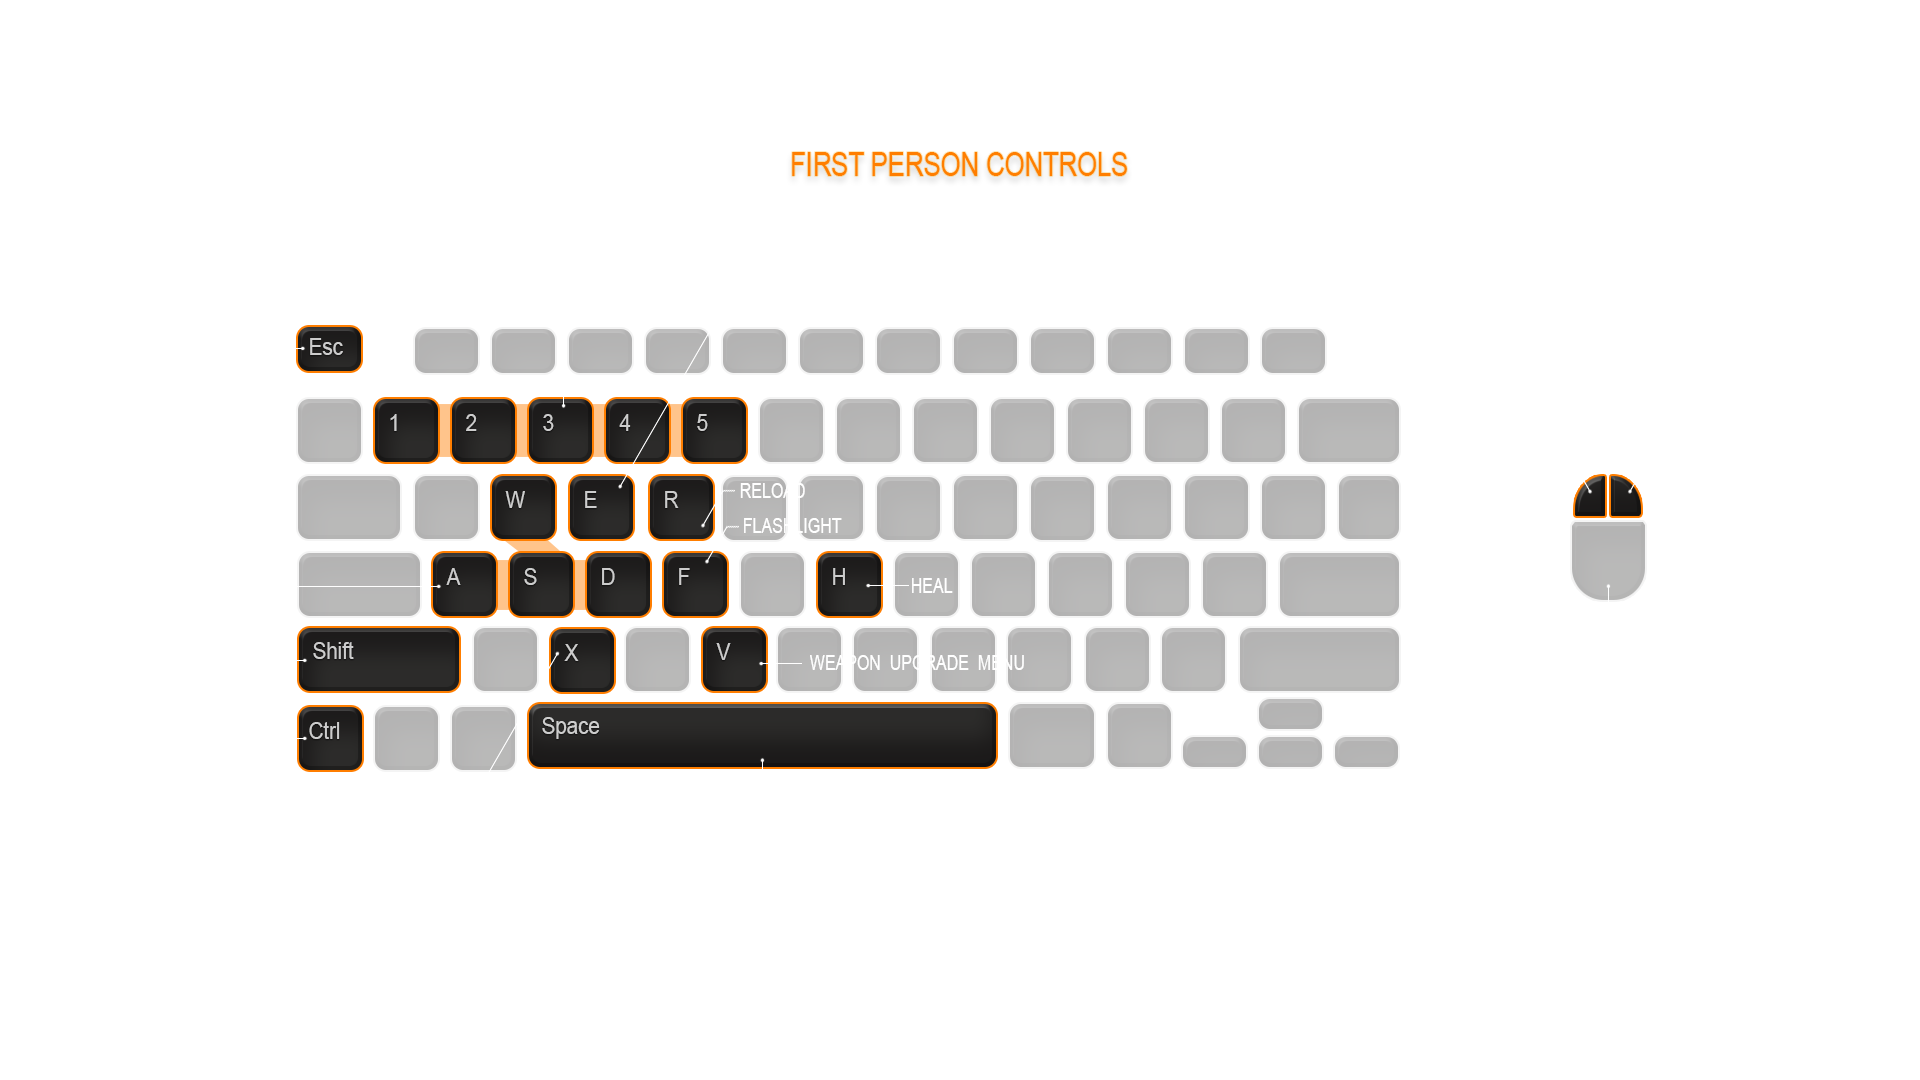 FIRST PERSON CONTROLS
Esc
1 2 3 4 5
W E R RELOAD
FLASHLIGHT
A S D F H HEAL
Shift X V WEAPON UPGRADE MENU
Ctrl Space